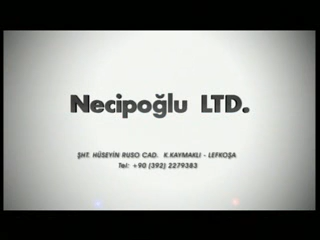 Necipoğlu LTD.
ŞHT. HÜSEYİN RUSO CAD. K.KAYMAKLI - LEFKOŞA
Tel: +90 (392) 2279383